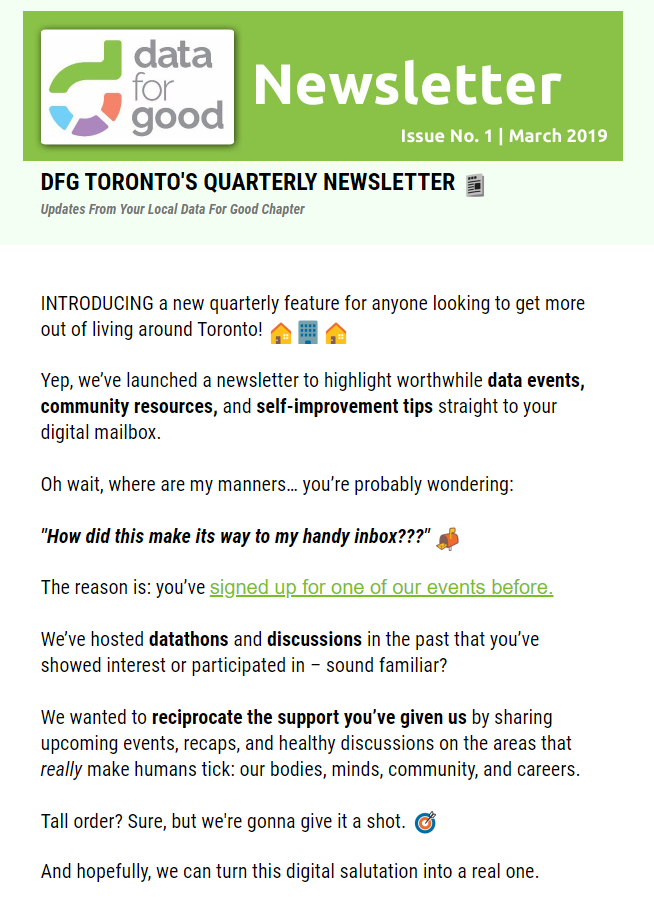 data
for
good
Newsletter
Issue No. 1 | March 2019
DFG TORONTO'S QUARTERLY NEWSLETTER
Updates From Your Local Data For Good Chapter
INTRODUCING a new quarterly feature for anyone looking to get more
out of living around Toronto!
Yep, we’ve launched a newsletter to highlight worthwhile data events,
community resources, and self-improvement tips straight to your
digital mailbox.
Oh wait, where are my manners… you’re probably wondering:
"How did this make its way to my handy inbox???"
The reason is: you’ve signed up for one of our events before.
We’ve hosted datathons and discussions in the past that you’ve
showed interest or participated in – sound familiar?
We wanted to reciprocate the support you’ve given us by sharing
upcoming events, recaps, and healthy discussions on the areas that
really make humans tick: our bodies, minds, community, and careers.
Tall order? Sure, but we're gonna give it a shot.
And hopefully, we can turn this digital salutation into a real one.